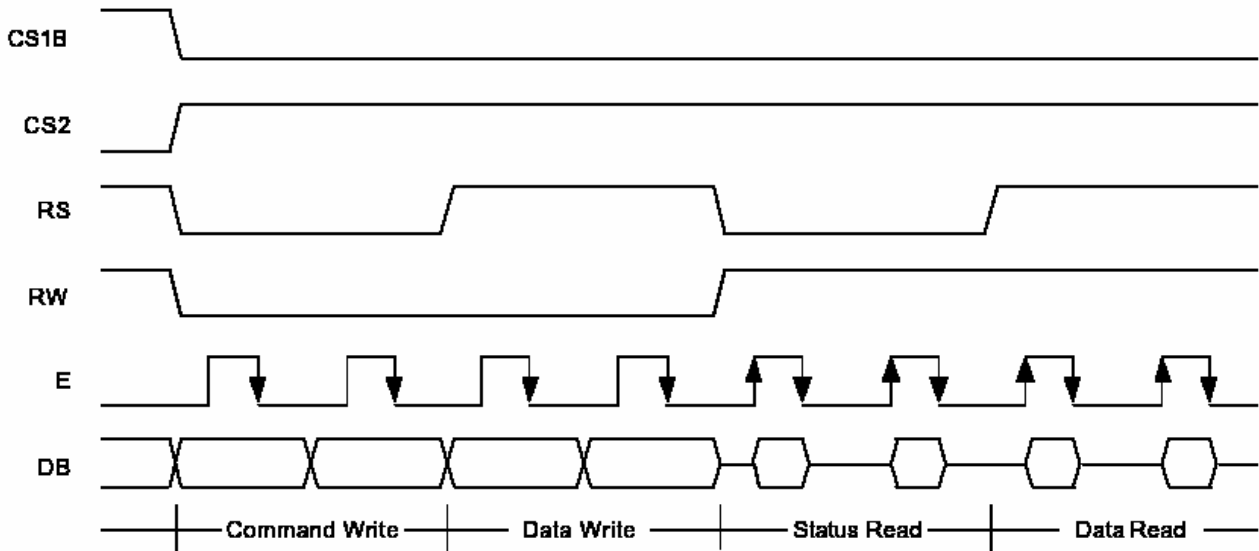 CS1B
CS2
RS
RW
E
DB
Command Write Data Write Status Read Data Read